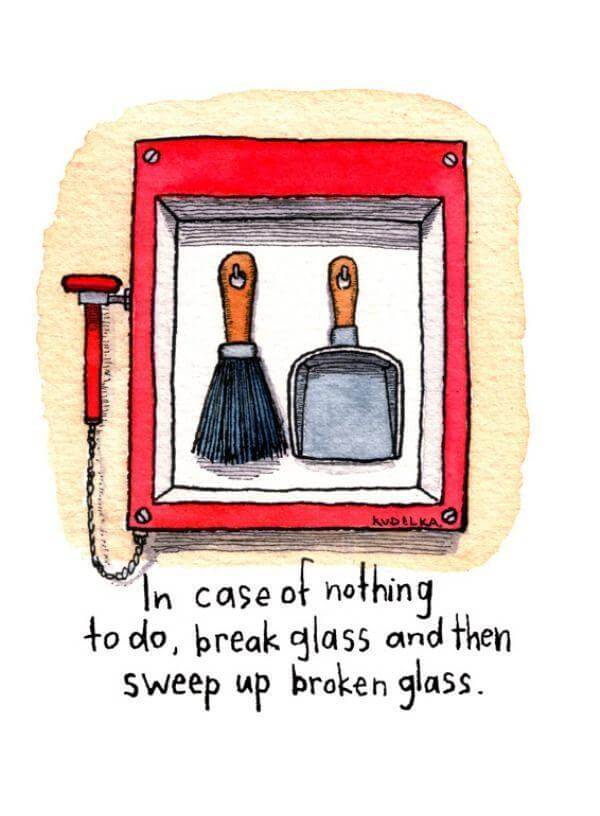 KUDELKA
In case of nothing
to do, break glass and then
sweep up broken glass.